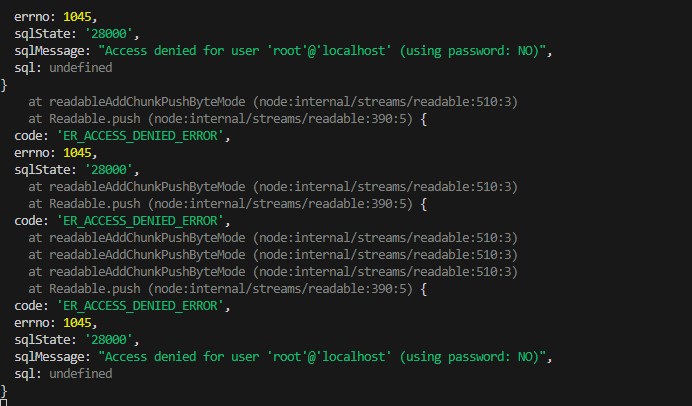 errno: 1045,
sqlState: '28000',
sqlMessage: "Access denied for user 'root'@'localhost' (using password: NO)",
sql: undefined
}
at readableAddChunkPushByteMode (node:internal/streams/readable:510:3)
at Readable.push (node:internal/streams/readable:390:5) {
code: 'ER_ACCESS_DENIED_ERROR',
errno: 1045,
sqlState: '28000',
at readableAddChunkPushByteMode (node:internal/streams/readable:510:3)
at Readable.push (node:internal/streams/readable:390:5) {
code: 'ER_ACCESS_DENIED_ERROR',
at readableAddChunkPushByteMode (node:internal/streams/readable:510:3)
at readableAddChunkPushByteMode (node:internal/streams/readable:510:3)
at readableAddChunkPushByteMode (node:internal/streams/readable:510:3)
at Readable.push (node:internal/streams/readable:390:5) {
code: 'ER_ACCESS_DENIED_ERROR',
errno: 1045,
sqlState: '28000',
sqlMessage: "Access denied for user 'root'@'localhost' (using password: NO)",
sql: undefined
}